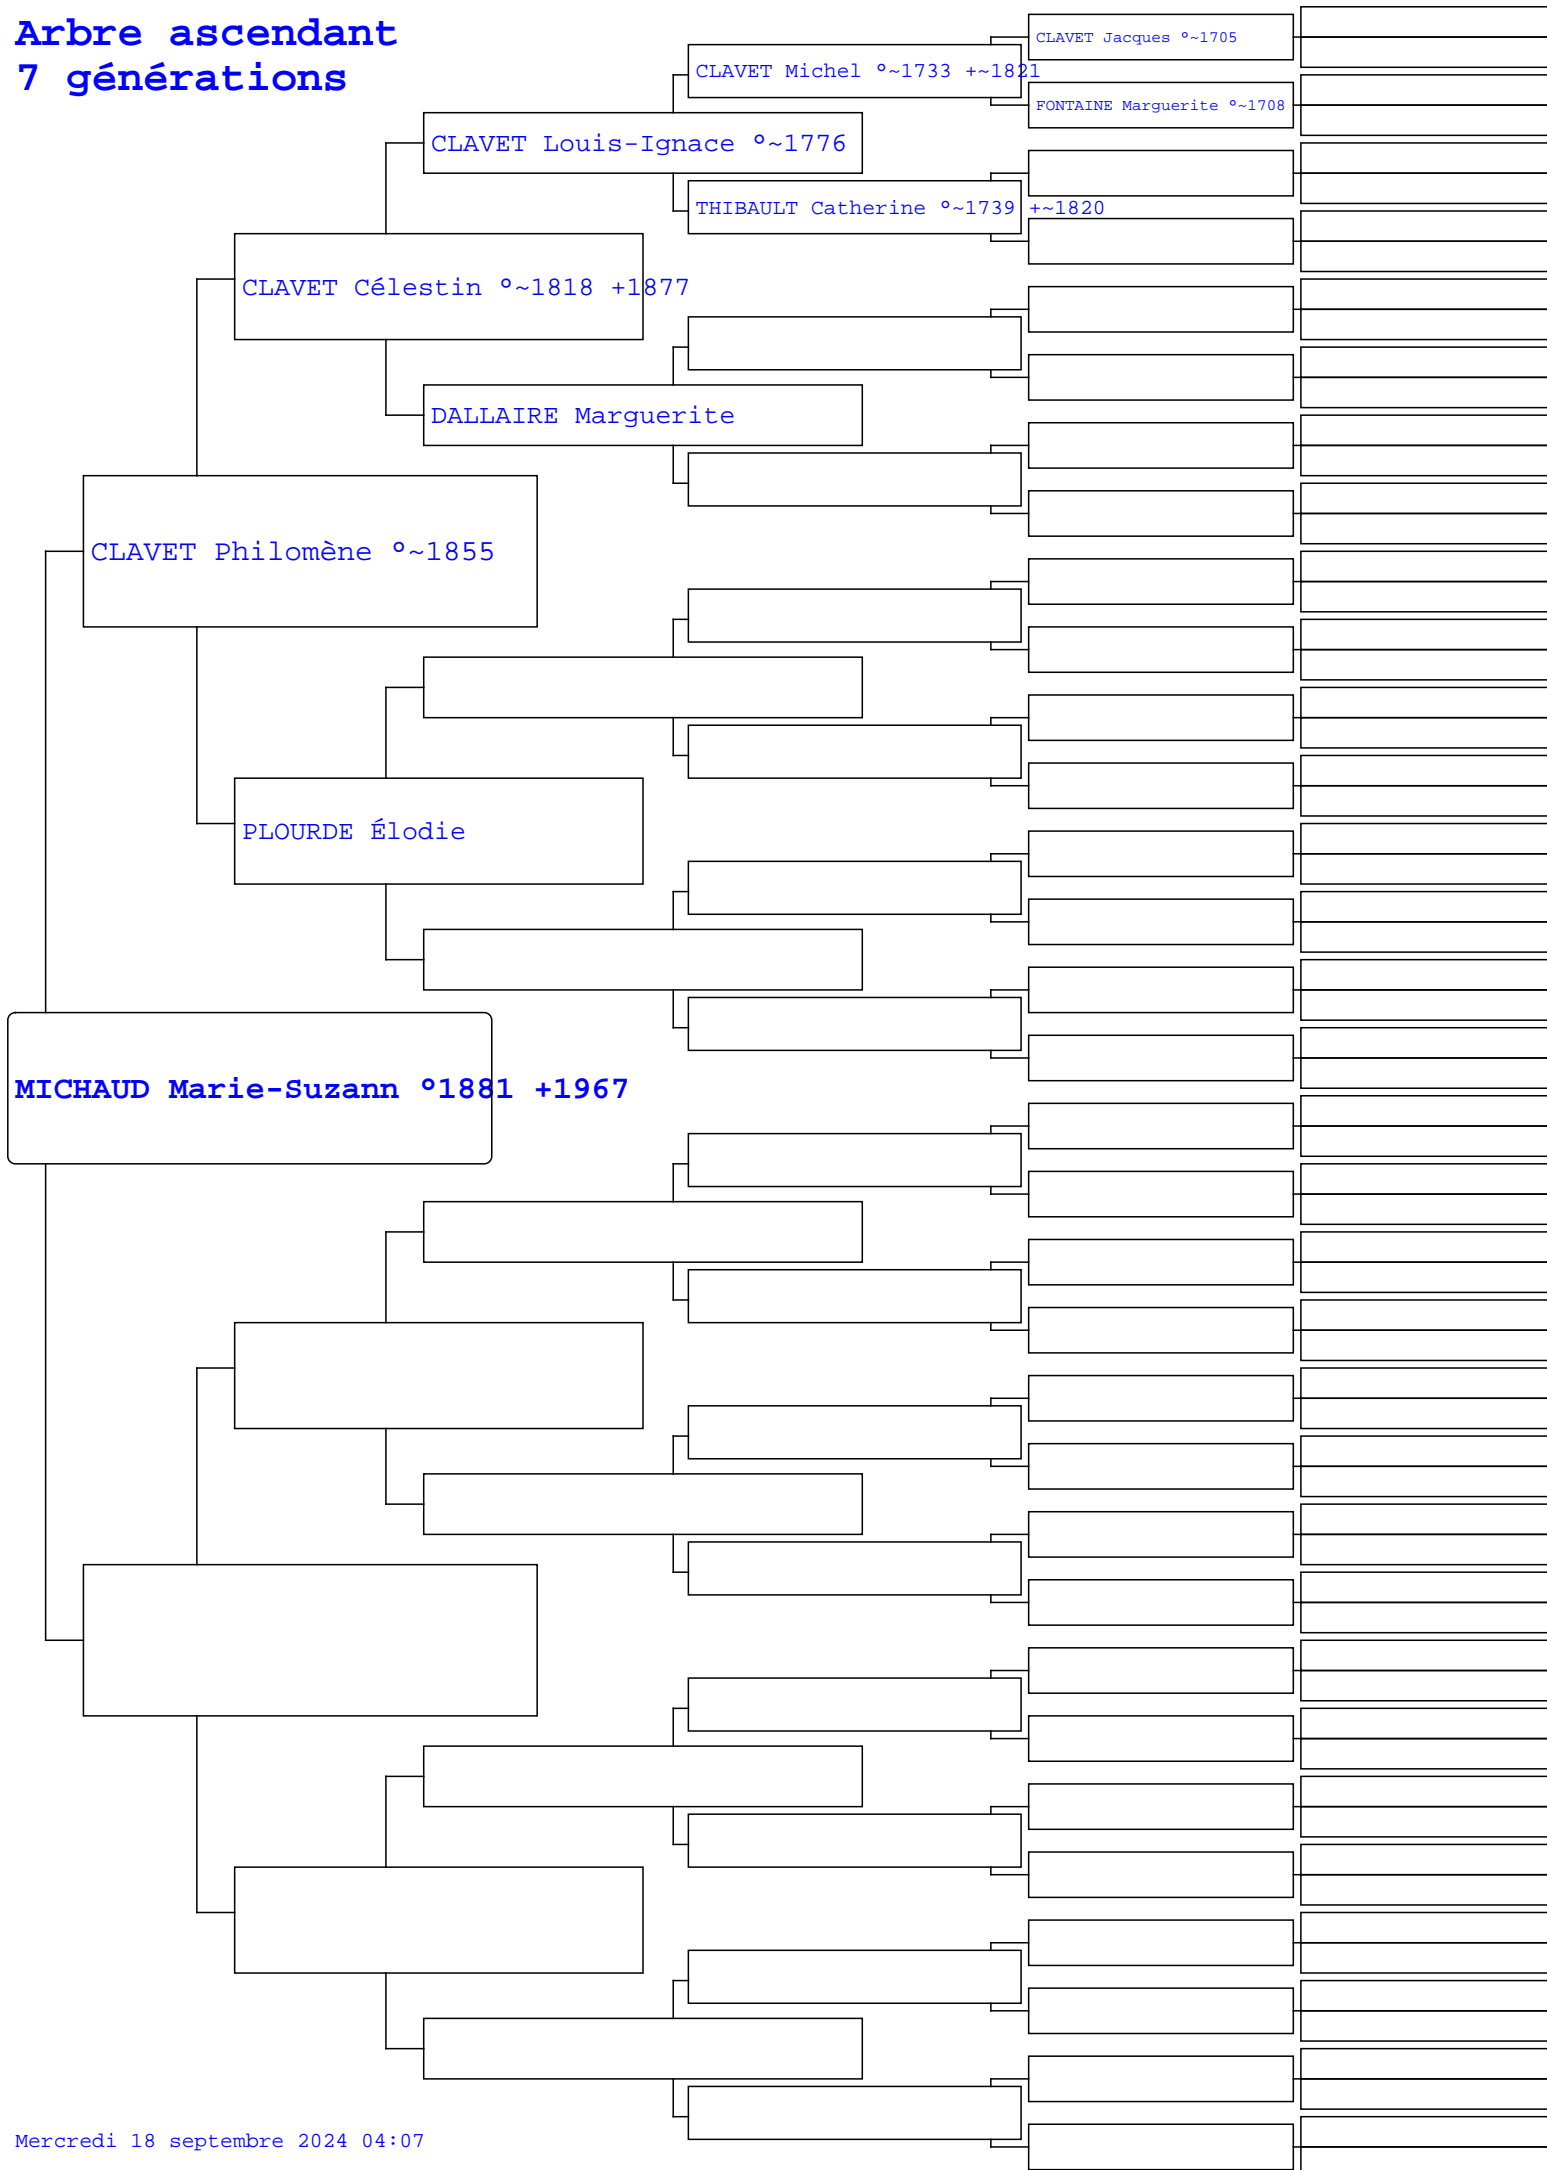 Arbre ascendant
7 générations
CLAVET Jacques °~1705
CLAVET Michel °~1733 +~1821
FONTAINE Marguerite °~1708
CLAVET Louis-Ignace °~1776
THIBAULT Catherine °~1739 +~1820
CLAVET Célestin °~1818 +1877
DALLAIRE Marguerite
CLAVET Philomène °~1855
PLOURDE Élodie
MICHAUD Marie-Suzann °1881 +1967
Mercredi 18 septembre 2024 04:07